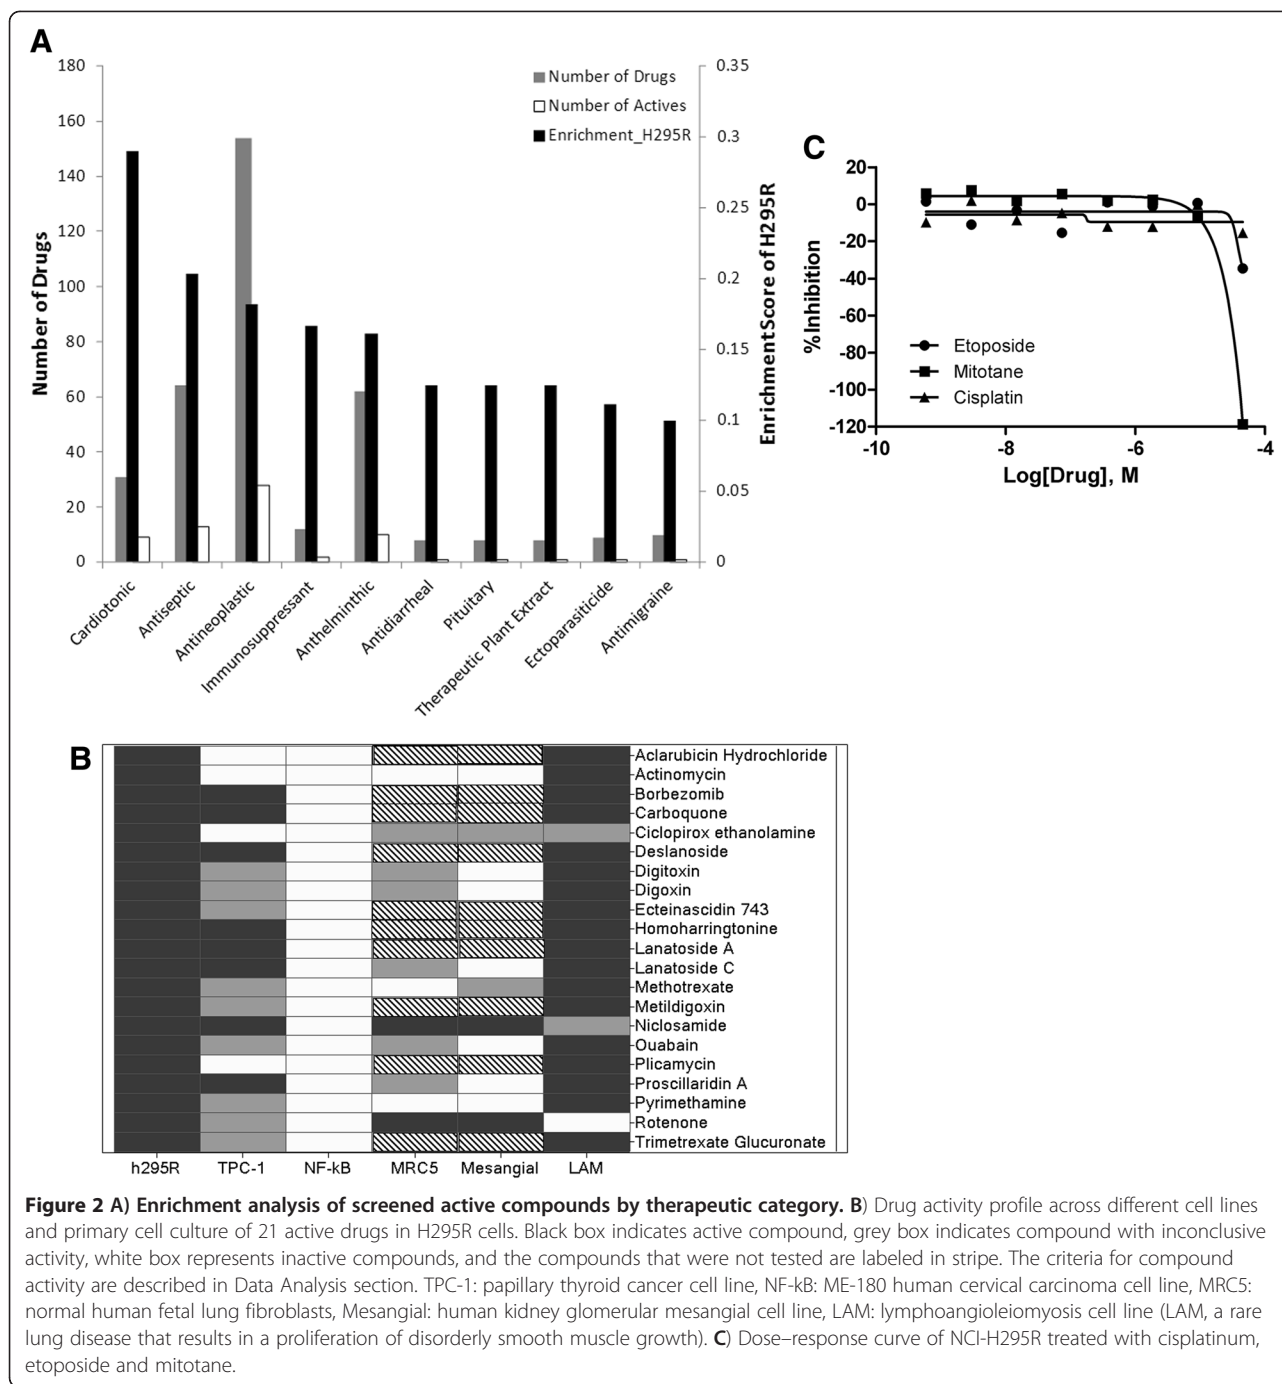 A
180
160
140
120
100
80
60
40
20
0
Number of Drugs
0.35
0.3
0.25
0.2
0.15
0.1
0.05
0
Enrichment Score of H295R
Number of Drugs
Number of Actives
Enrichment_H295R
Cardiotonic
Antiseptic
Antineoplastic
Immunosuppressant
Anthelminthic
Antidiarrheal
Pituitary
Therapeutic Plant Extract
Ectoparasiticide
Antimigraine
C
20
0
-20
-40
-60
-80
-100
-120
%Inhibition
Etoposide
Mitotane
Cisplatin
-10
-8
-6
-4
Log[Drug], M
B
Aclarubicin Hydrochloride
Actinomycin
Borbezomib
Carboquone
Ciclopirox ethanolamine
Deslanoside
Digitoxin
Digoxin
Ecteinascidin 743
Homoharringtonine
Lanatoside A
Lanatoside C
Methotrexate
Metildigoxin
Niclosamide
Ouabain
Plicamycin
Proscillaridin A
Pyrimethamine
Rotenone
Trimetrexate Glucuronate
h295R TPC-1 NF-kB MRC5 Mesangial LAM
Figure 2 A) Enrichment analysis of screened active compounds by therapeutic category. B) Drug activity profile across different cell lines
and primary cell culture of 21 active drugs in H295R cells. Black box indicates active compound, grey box indicates compound with inconclusive
activity, white box represents inactive compounds, and the compounds that were not tested are labeled in stripe. The criteria for compound
activity are described in Data Analysis section. TPC-1: papillary thyroid cancer cell line, NF-kB: ME-180 human cervical carcinoma cell line, MRC5:
normal human fetal lung fibroblasts, Mesangial: human kidney glomerular mesangial cell line, LAM: lymphoangioleiomyosis cell line (LAM, a rare
lung disease that results in a proliferation of disorderly smooth muscle growth). C) Dose–response curve of NCI-H295R treated with cisplatinum,
etoposide and mitotane.